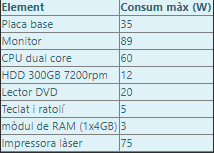 Element Consum màx (W)
Placa base 35
Monitor 89
CPU dual core 60
HDD 300GB 7200rpm 12
Lector DVD 20
Teclat i ratolí 5
mòdul de RAM (1x4GB) 3
Impressora làser 75